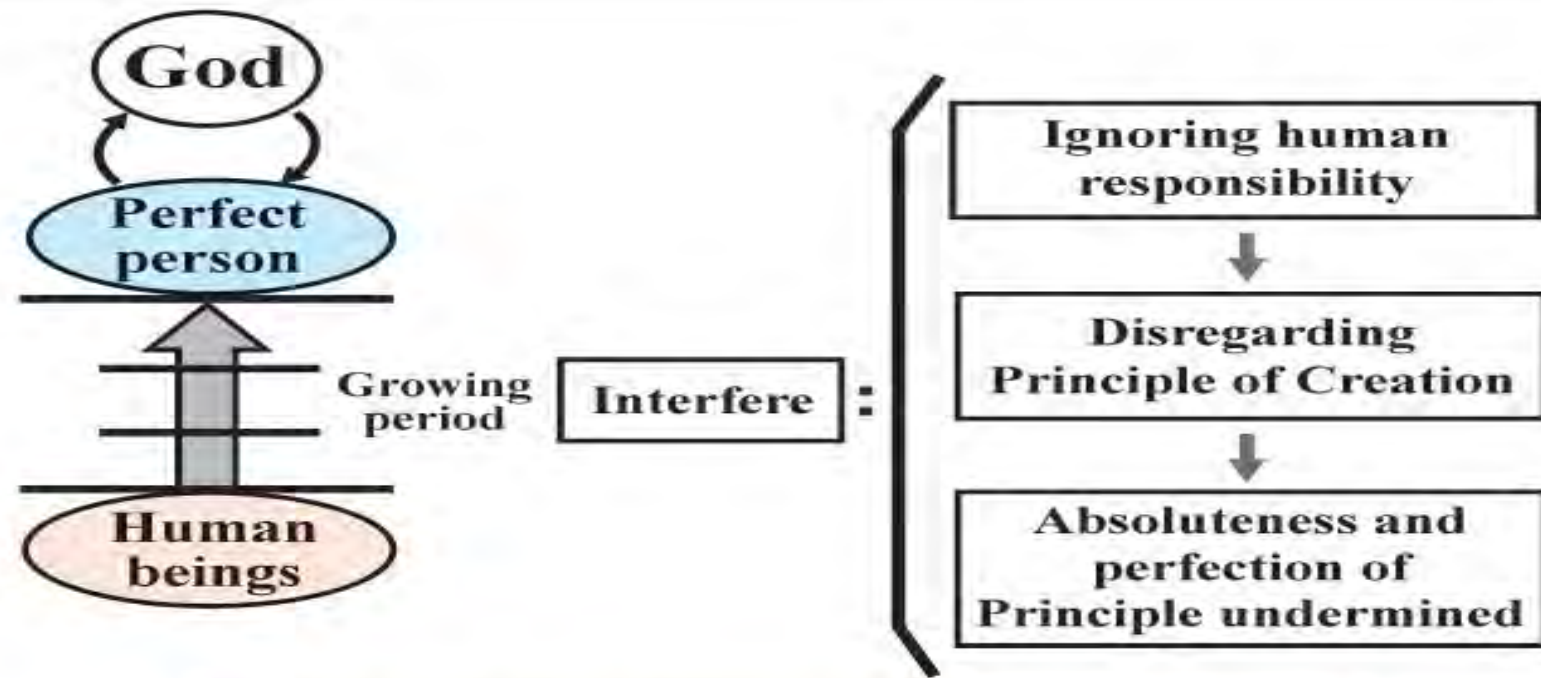 God
Perfect
person
Growing
period
Human
beings
Interfere :
Ignoring human
responsibility
Disregarding
Principle of Creation
Absoluteness and
perfection of
Principle undermined